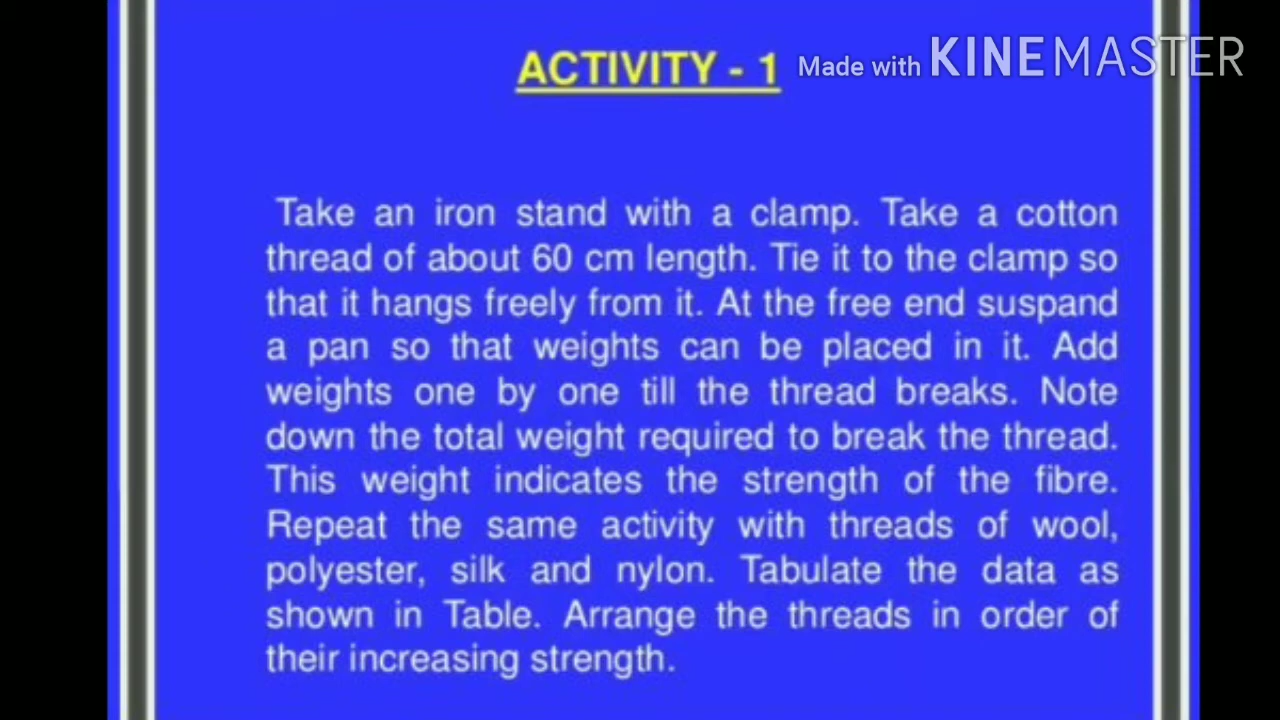 ACTIVITY - 1
Made with KINEMASTER
Take an iron stand with a clamp. Take a cotton
thread of about 60 cm length. Tie it to the clamp so
that it hangs freely from it. At the free end suspand
a pan so that weights can be placed in it. Add
weights one by one till the thread breaks. Note
down the total weight required to break the thread.
This weight indicates the strength of the fibre.
Repeat the same activity with threads of wool,
polyester, silk and nylon. Tabulate the data as
shown in Table. Arrange the threads in order of
their increasing strength.